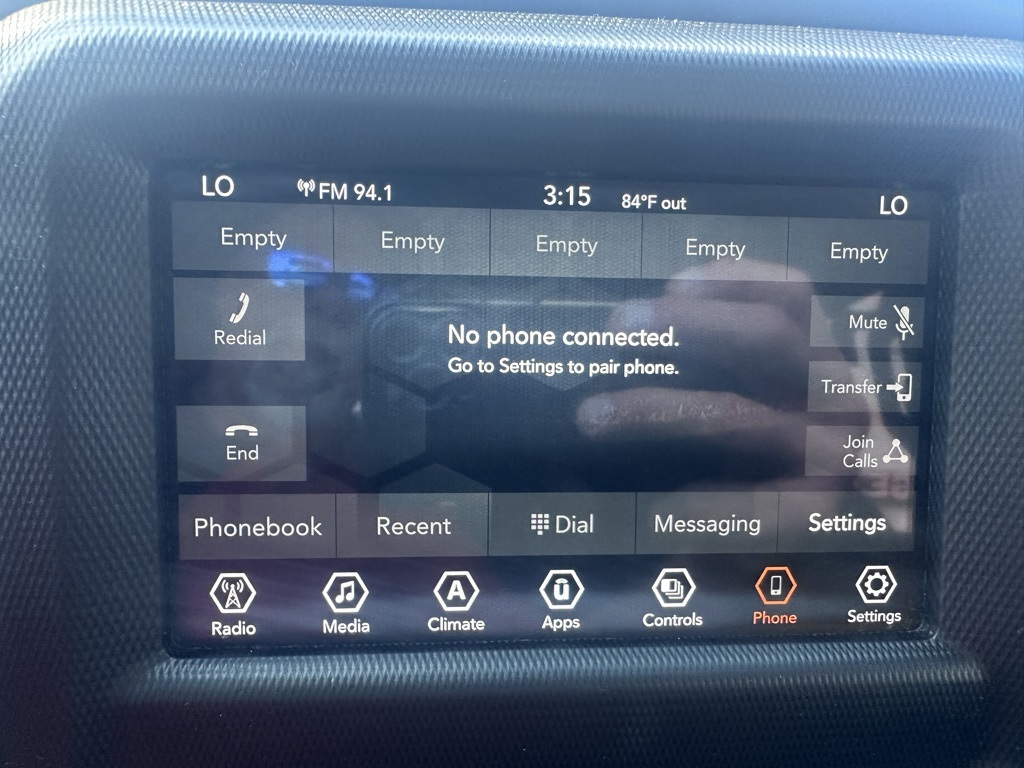 LO FM 94.1 3:15 84°F out LO
Empty Empty Empty Empty Empty
Redial
No phone connected.
Go to Settings to pair phone.
Mute
Transfer
End
Join
Calls
Phonebook Recent Dial Messaging Settings
A ū
Radio Media Climate Apps Controls Phone Settings